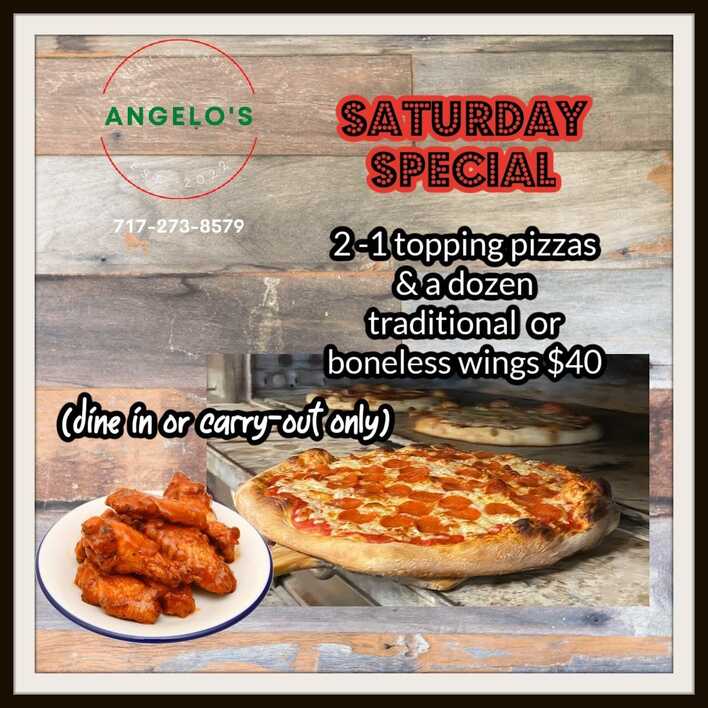 ANGELO'S
EST. 2022
717-273-8579
SATURDAY
SPECIAL
2 -1 topping pizzas
& a dozen
traditional or
boneless wings $40
(dine in or carry-out only)